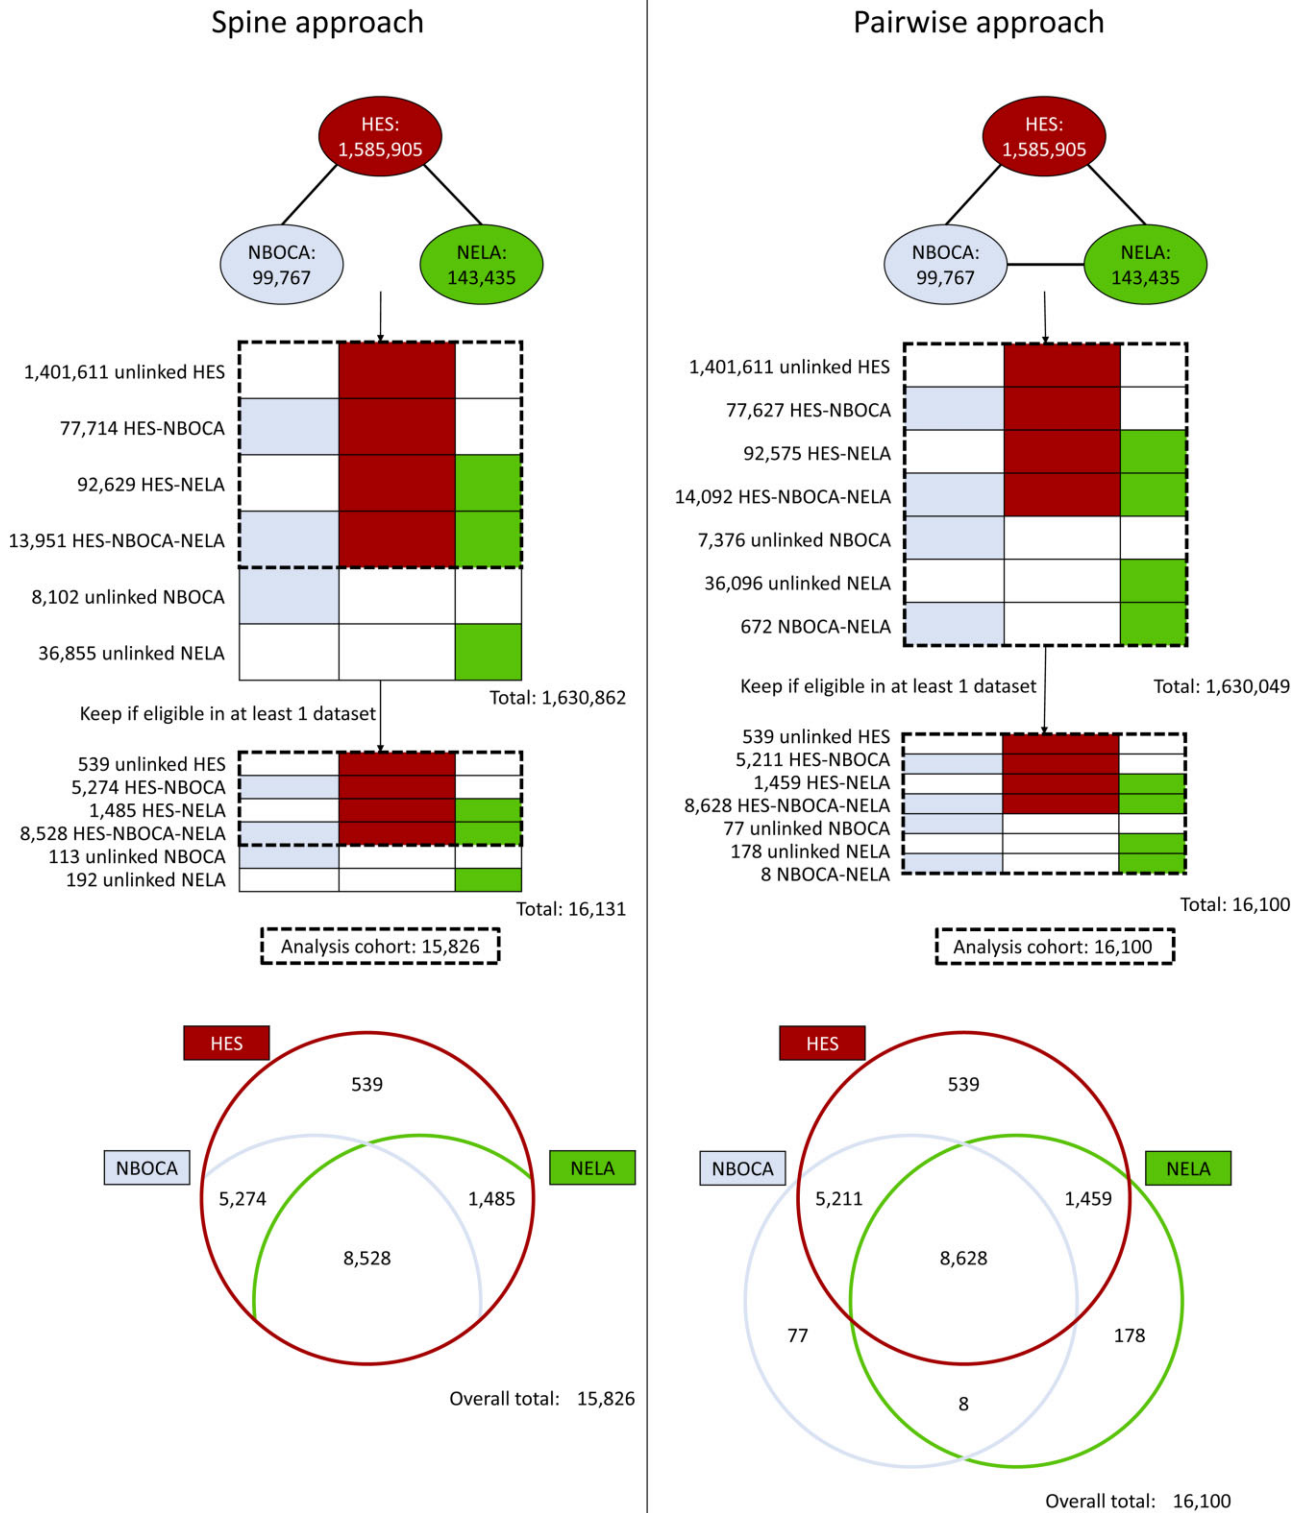 Spine approach
HES:
1,585,905
NBOCA:
99,767
NELA:
143,435
1,401,611 unlinked HES
77,714 HES-NBOCA
92,629 HES-NELA
13,951 HES-NBOCA-NELA
8,102 unlinked NBOCA
36,855 unlinked NELA
Total: 1,630,862
Keep if eligible in at least 1 dataset
539 unlinked HES
5,274 HES-NBOCA
1,485 HES-NELA
8,528 HES-NBOCA-NELA
113 unlinked NBOCA
192 unlinked NELA
Total: 16,131
Analysis cohort: 15,826
HES
539
NBOCA
NELA
5,274
1,485
8,528
Overall total: 15,826
Pairwise approach
HES:
1,585,905
NBOCA:
99,767
NELA:
143,435
1,401,611 unlinked HES
77,627 HES-NBOCA
92,575 HES-NELA
14,092 HES-NBOCA-NELA
7,376 unlinked NBOCA
36,096 unlinked NELA
672 NBOCA-NELA
Total: 1,630,049
Keep if eligible in at least 1 dataset
539 unlinked HES
5,211 HES-NBOCA
1,459 HES-NELA
8,628 HES-NBOCA-NELA
77 unlinked NBOCA
178 unlinked NELA
8 NBOCA-NELA
Total: 16,100
Analysis cohort: 16,100
HES
539
NBOCA
NELA
5,211
1,459
8,628
77
178
8
Overall total: 16,100